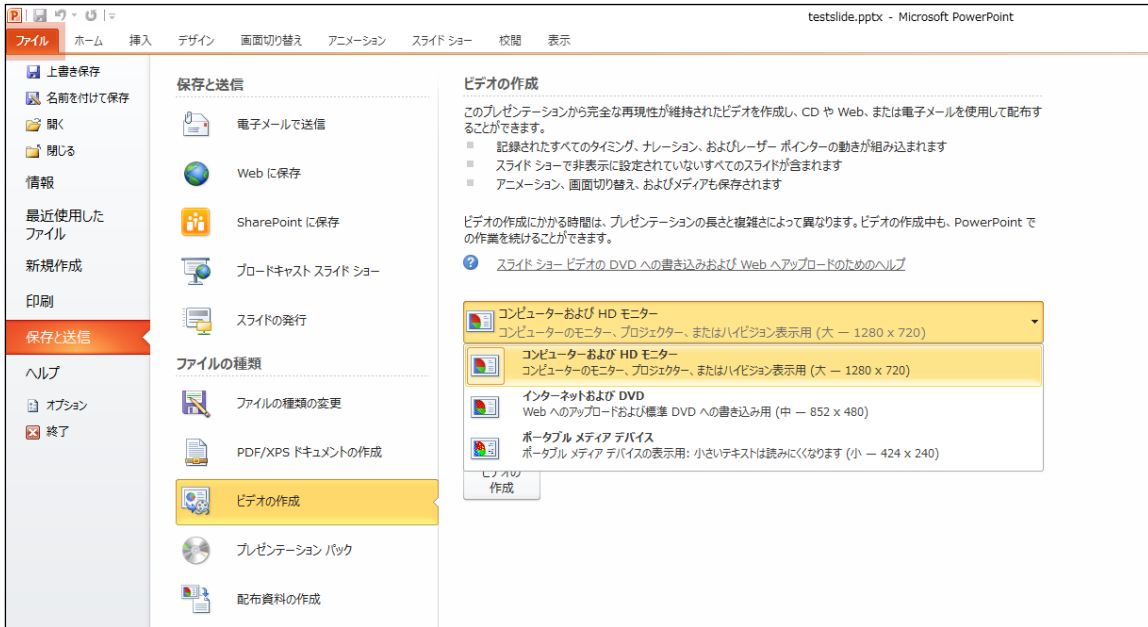 testslide.pptx - Microsoft PowerPoint
ファイル ホーム 挿入 デザイン 画面切り替え アニメーション スライド ショー 校閲 表示
上書き保存
名前を付けて保存
開く
閉じる
情報
最近使用した
ファイル
新規作成
印刷
保存と送信
ヘルプ
オプション
終了
保存と送信
電子メールで送信
Web に保存
SharePoint に保存
ブロードキャスト スライド ショー
スライドの発行
ファイルの種類
ファイルの種類の変更
PDF/XPS ドキュメントの作成
ビデオの作成
プレゼンテーション パック
配布資料の作成
ビデオの作成
このプレゼンテーションから完全な再現性が維持されたビデオを作成し、CD や Web、または電子メールを使用して配布す
ることができます。
記録されたすべてのタイミング、ナレーション、およびレーザー ポインターの動きが組み込まれます
スライド ショーで非表示に設定されていないすべてのスライドが含まれます
アニメーション、画面切り替え、およびメディアも保存されます
ビデオの作成にかかる時間は、プレゼンテーションの長さと複雑さによって異なります。ビデオの作成中も、PowerPoint で
の作業を続けることができます。
スライド ショー ビデオの DVD への書き込みおよび Web へアップロードのためのヘルプ
コンピューターおよび HD モニター
コンピューターのモニター、プロジェクター、またはハイビジョン表示用 (大 — 1280 x 720)
コンピューターおよび HD モニター
コンピューターのモニター、プロジェクター、またはハイビジョン表示用 (大 — 1280 x 720)
インターネットおよび DVD
Web へのアップロードおよび標準 DVD への書き込み用 (中 — 852 x 480)
ポータブル メディア デバイス
ポータブル メディア デバイスの表示用: 小さいテキストは読みにくくなります (小 — 424 x 240)
ビデオの
作成